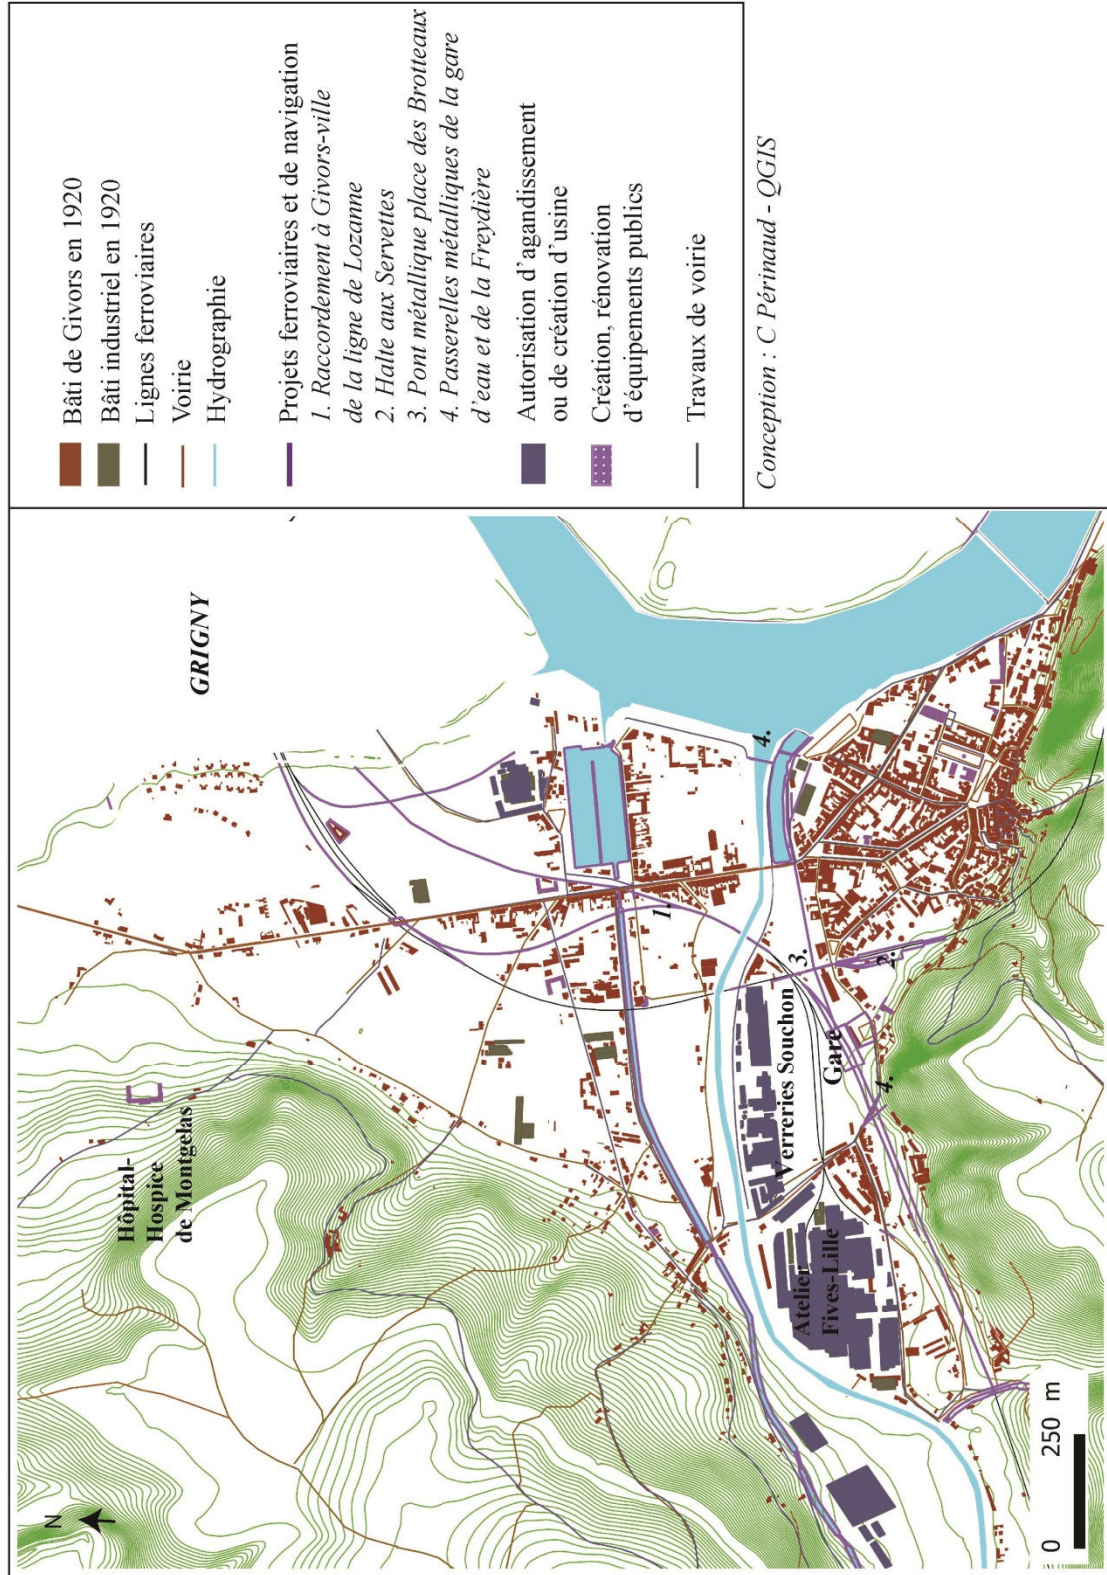 N
GRIGNY
Hôpital-
Hospice
de Montgelas
1.
4.
3.
2.
Verreries Souchon
Gare
4.
Atelier
Fives-Lille
0 250 m
Bâti de Givors en 1920
Bâti industriel en 1920
Lignes ferroviaires
Voirie
Hydrographie
Projets ferroviaires et de navigation
1. Raccordement à Givors-ville
de la ligne de Lozanne
2. Halte aux Servettes
3. Pont métallique place des Brotteaux
4. Passerelles métalliques de la gare
d'eau et de la Freydière
Autorisation d'agandissement
ou de création d'usine
Création, rénovation
d'équipements publics
Travaux de voirie
Conception : C Périnaud - QGIS